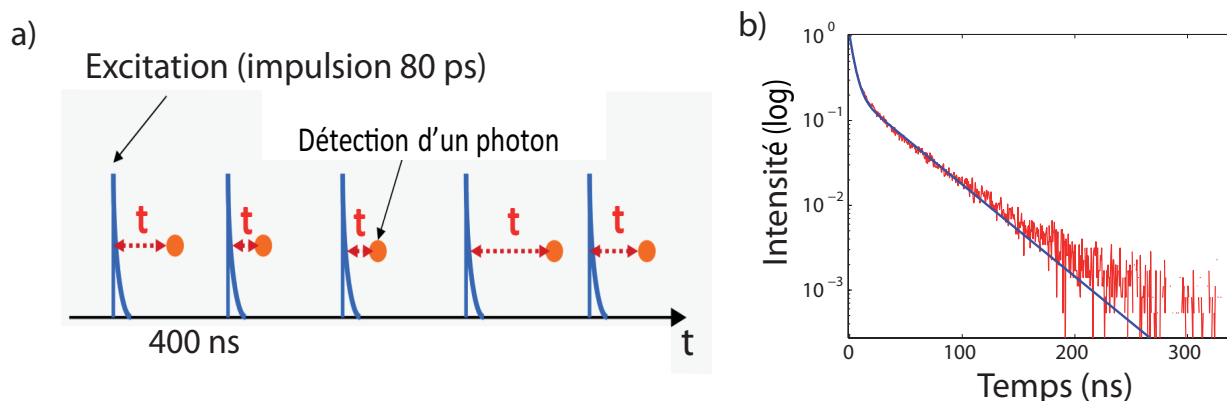 a)
Excitation (impulsion 80 ps)
Détection d'un photon
t
t
t
t
t
400 ns
t
b)
Intensité (log)
10⁰
10⁻¹
10⁻²
10⁻³
0
100
200
300
Temps (ns)